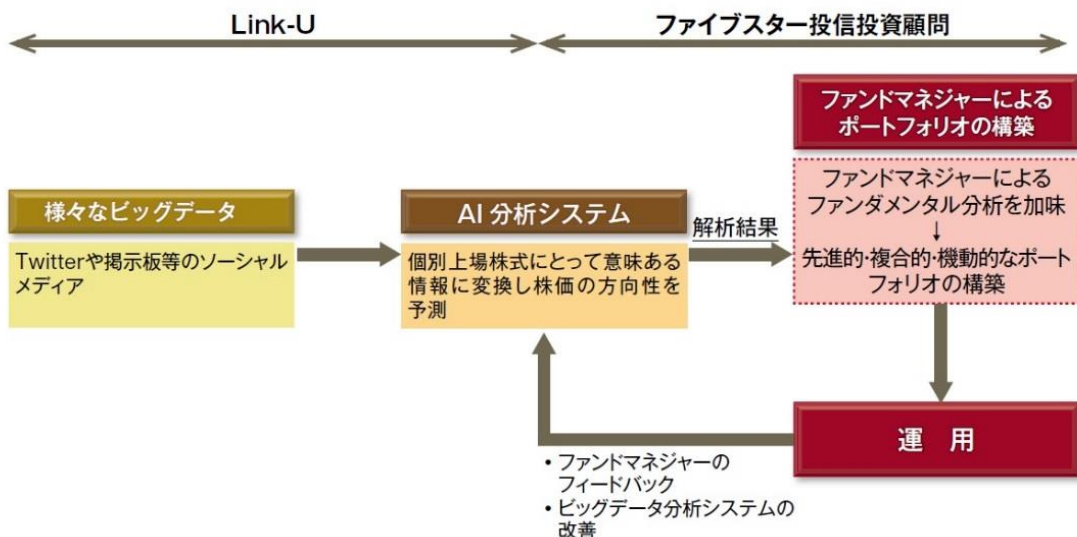 Link-U
ファイブスター投信投資顧問
ファンドマネジャーによる
ポートフォリオの構築
様々なビッグデータ
Twitterや掲示板等のソーシャル
メディア
AI 分析システム
個別上場株式にとって意味ある
情報に変換し株価の方向性を
予測
解析結果
ファンドマネジャーによる
ファンダメンタル分析を加味
↓
先進的・複合的・機動的なポート
フォリオの構築
運 用
• ファンドマネジャーの
フィードバック
• ビッグデータ分析システムの
改善